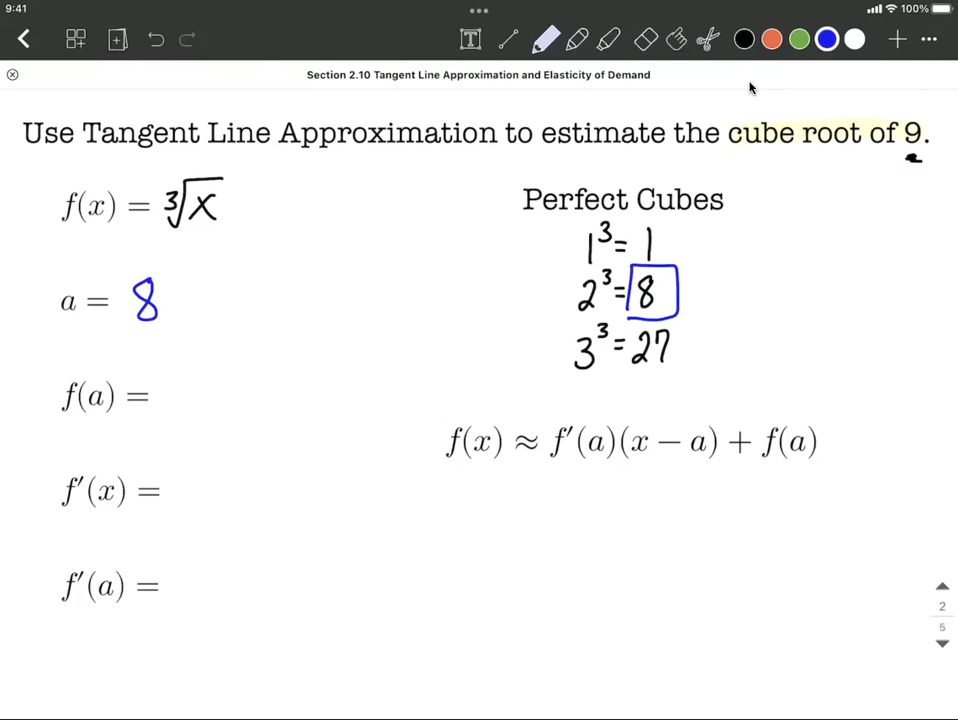 9:41
100%
Section 2.10 Tangent Line Approximation and Elasticity of Demand
Use Tangent Line Approximation to estimate the cube root of 9.
f(x) = ∛x
a = 8
f(a) =
f′(x) =
f′(a) =
Perfect Cubes
1³ = 1
2³ = 8
3³ = 27
f(x) ≈ f′(a)(x − a) + f(a)
2
5